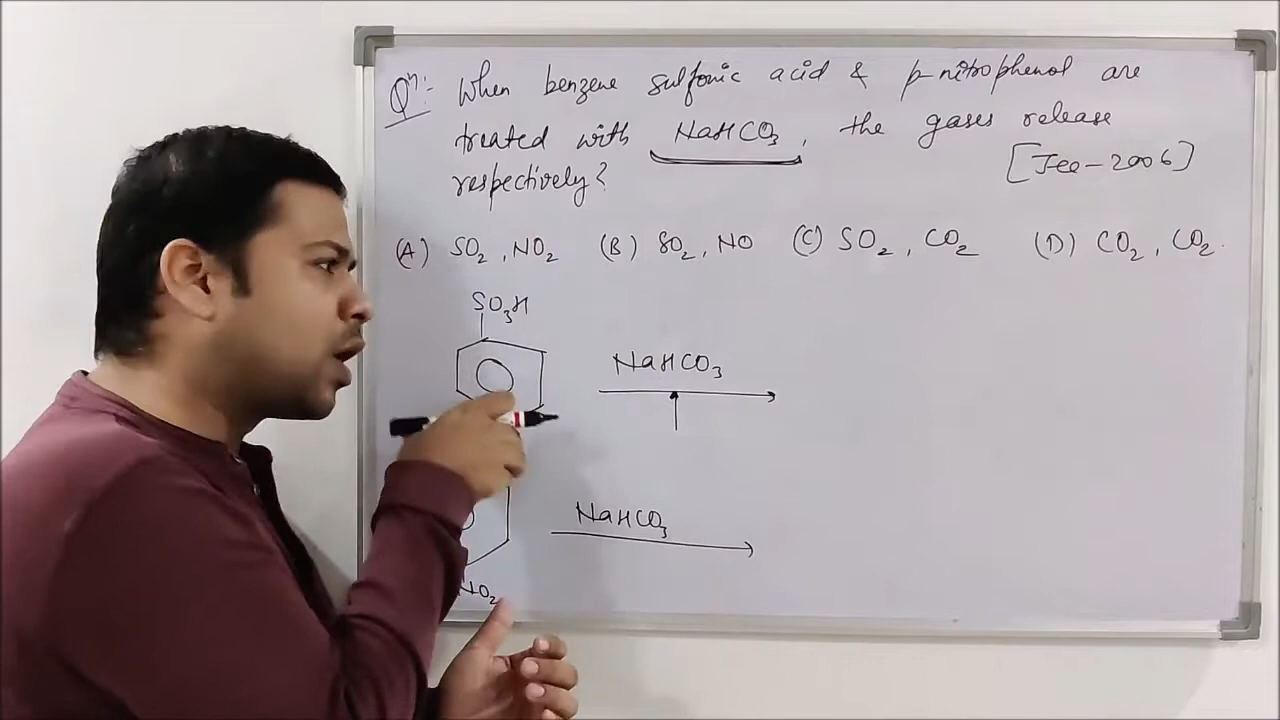 Qⁿ:- When benzene sulfonic acid & p-nitrophenol are
treated with NaHCO₃, the gases release
respectively? [Jee-2006]
(A) SO₂, NO₂ (B) SO₂, NO (C) SO₂, CO₂ (D) CO₂, CO₂.
SO₃H
NaHCO₃
NaHCO₃
NO₂